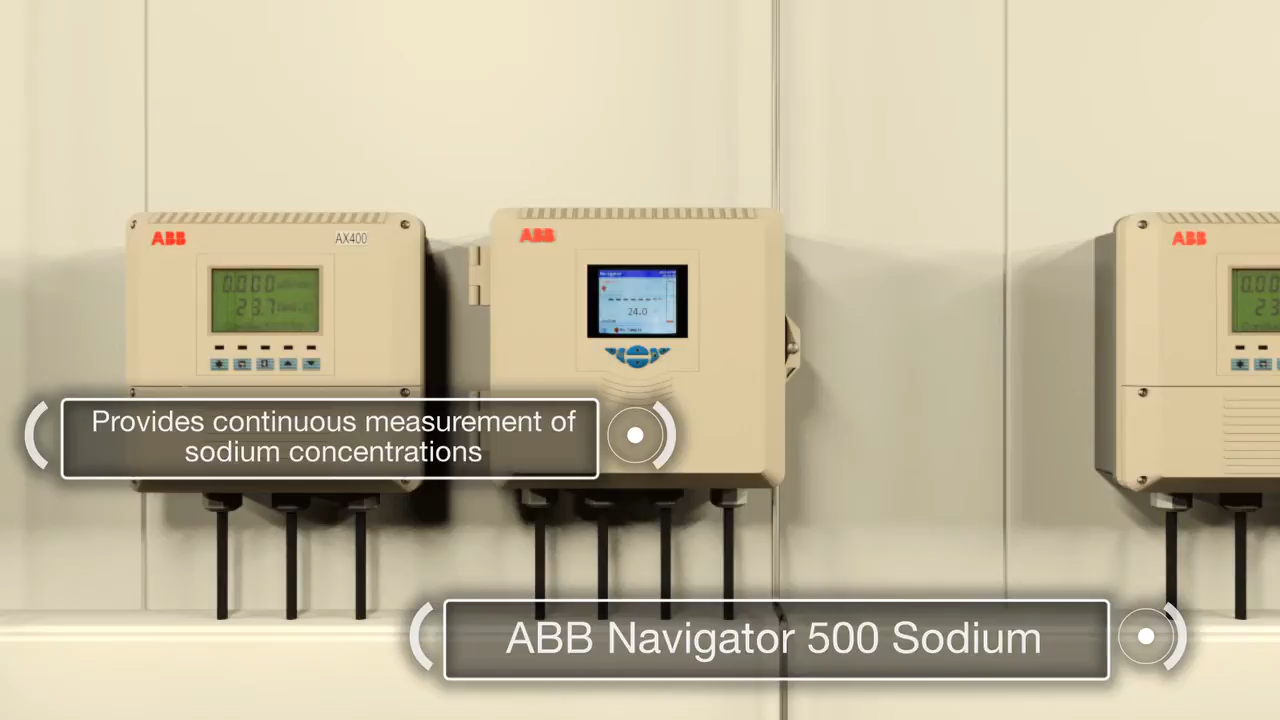 ABB
AX400
0.000
23.7
ABB
Navigator
24.0
ABB
Provides continuous measurement of
sodium concentrations
ABB Navigator 500 Sodium